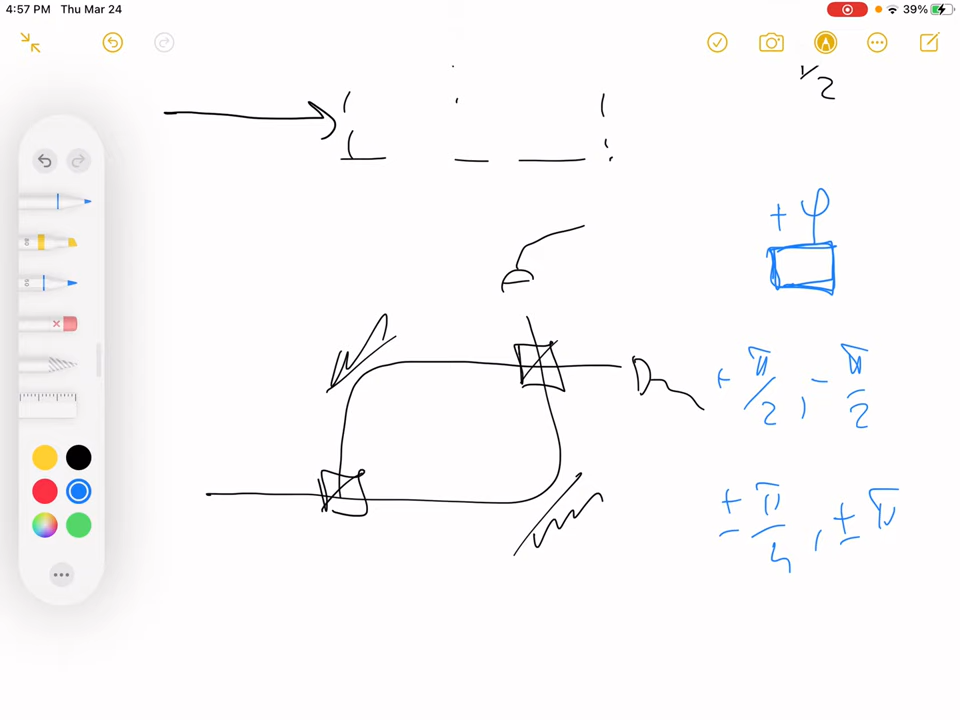 4:57 PM Thu Mar 24
39%
1/2
+ φ
+ π/2 , - π/2
± π/4 , ± π